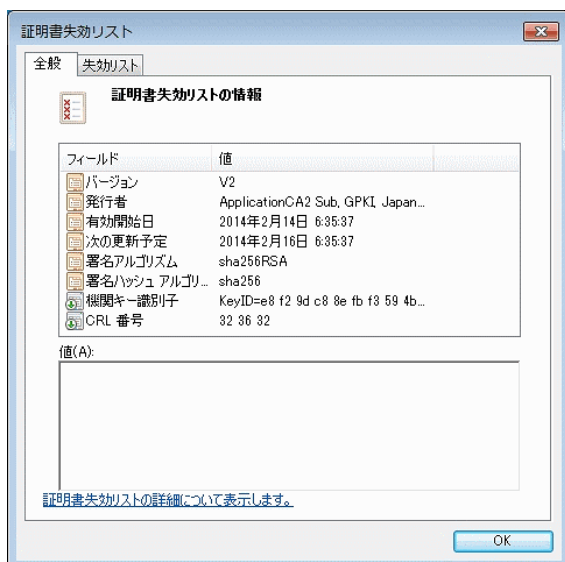 証明書失効リスト
全般 失効リスト
証明書失効リストの情報
フィールド 値
バージョン V2
発行者 ApplicationCA2 Sub, GPKI, Japan...
有効開始日 2014年2月14日 6:35:37
次の更新予定 2014年2月16日 6:35:37
署名アルゴリズム sha256RSA
署名ハッシュ アルゴリ... sha256
機関キー識別子 KeyID=e8 f2 9d c8 8e fb f3 59 4b...
CRL 番号 32 36 32
値(A):
証明書失効リストの詳細について表示します。
OK